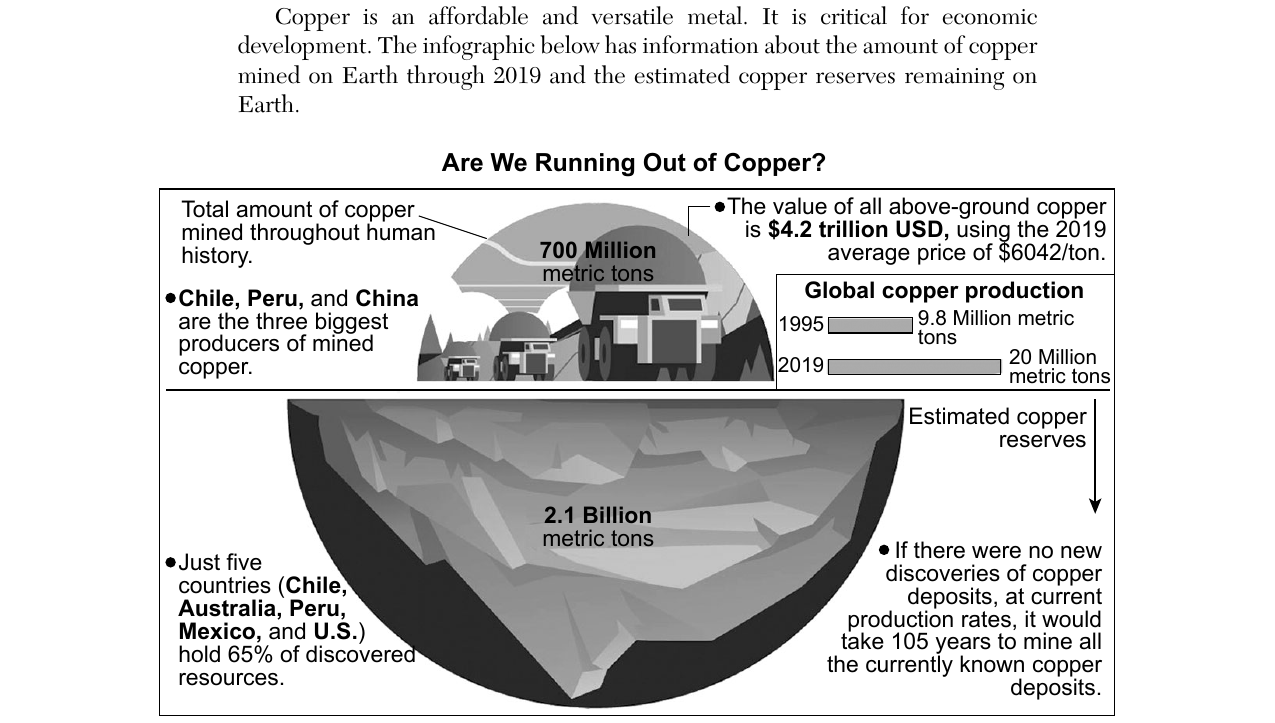 Copper is an affordable and versatile metal. It is critical for economic
development. The infographic below has information about the amount of copper
mined on Earth through 2019 and the estimated copper reserves remaining on
Earth.
Are We Running Out of Copper?
Total amount of copper
mined throughout human
history.
●Chile, Peru, and China
are the three biggest
producers of mined
copper.
700 Million
metric tons
●The value of all above-ground copper
is $4.2 trillion USD, using the 2019
average price of $6042/ton.
Global copper production
1995
9.8 Million metric
tons
2019
20 Million
metric tons
Estimated copper
reserves
2.1 Billion
metric tons
●Just five
countries (Chile,
Australia, Peru,
Mexico, and U.S.)
hold 65% of discovered
resources.
● If there were no new
discoveries of copper
deposits, at current
production rates, it would
take 105 years to mine all
the currently known copper
deposits.